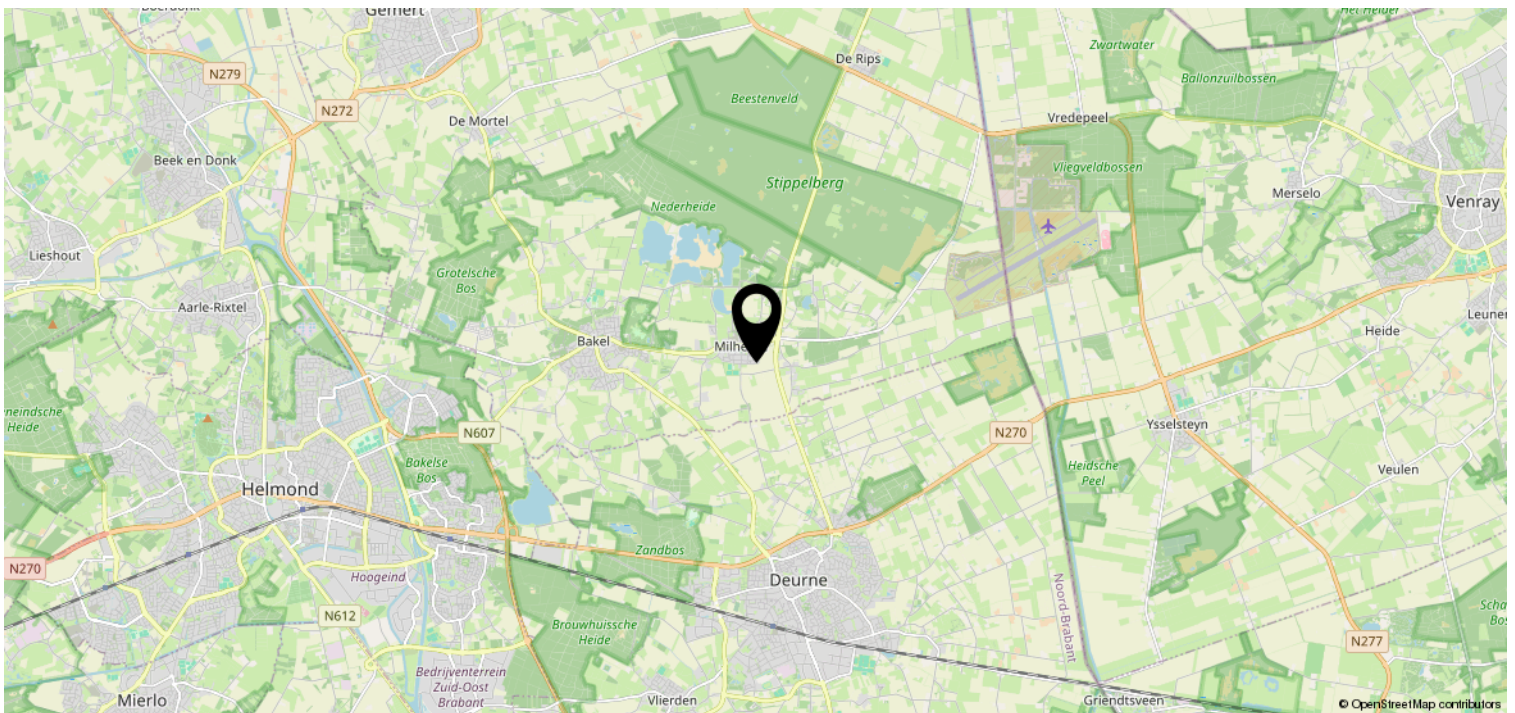 Gemert
De Rips
Zwartwater
Ballonzuilbossen
N279
Beestenveld
N272
De Mortel
Vredepeel
Beek en Donk
Vliegveldbossen
Stippelberg
Merselo
Venray
Nederheide
Lieshout
Grotelsche
Bos
Aarle-Rixtel
Heide
Bakel
Heide
N607
N270
Ysselsteyn
Bakelse
Bos
Heidsche
Peel
Veulen
Helmond
Zandbos
N270
Hoogeind
Deurne
N612
Noord-Brabant
Brouwhuissche
Heide
N277
Bedrijventerrein
Zuid-Oost
Brabant
Mierlo
Vlierden
Griendtsveen
© OpenStreetMap contributors